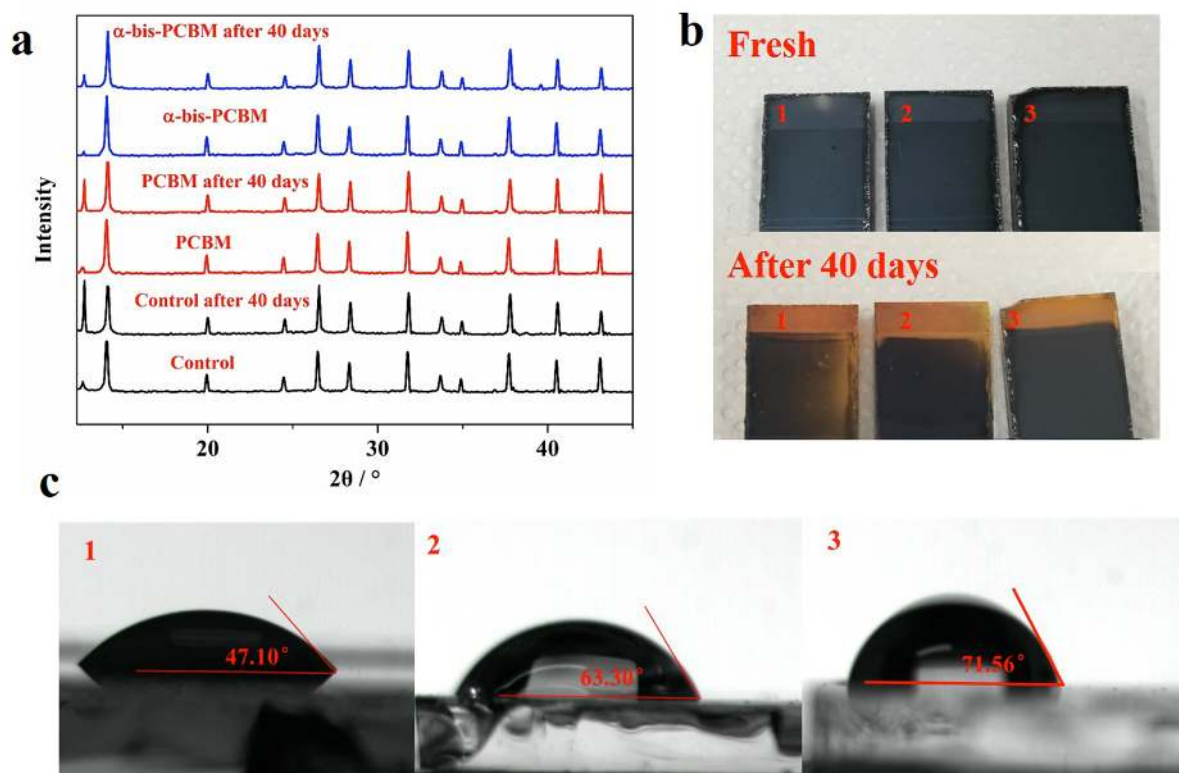 a
α-bis-PCBM after 40 days
α-bis-PCBM
PCBM after 40 days
PCBM
Control after 40 days
Control
Intensity
20 30 40
2θ / °
b
Fresh
1 2 3
After 40 days
1 2 3
c
1 2 3
47.10° 63.30° 71.56°